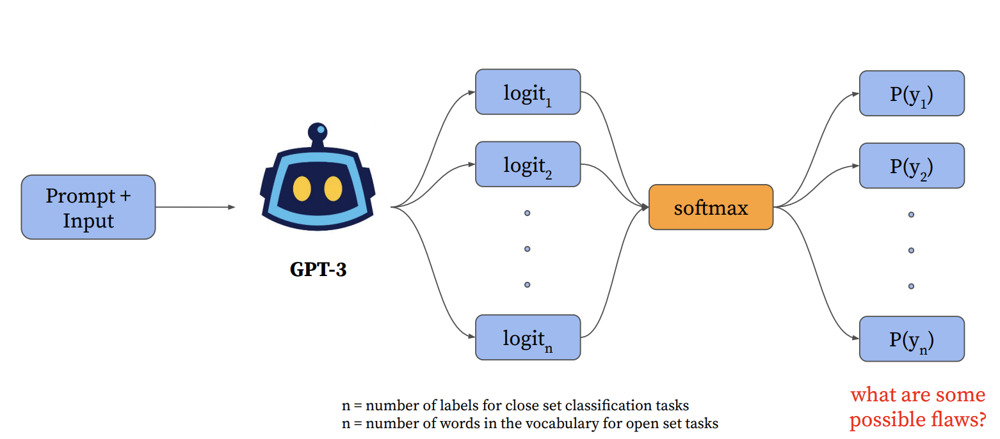 Prompt +
Input
GPT-3
logit₁
logit₂
logitₙ
softmax
P(y₁)
P(y₂)
P(yₙ)
n = number of labels for close set classification tasks
n = number of words in the vocabulary for open set tasks
what are some
possible flaws?